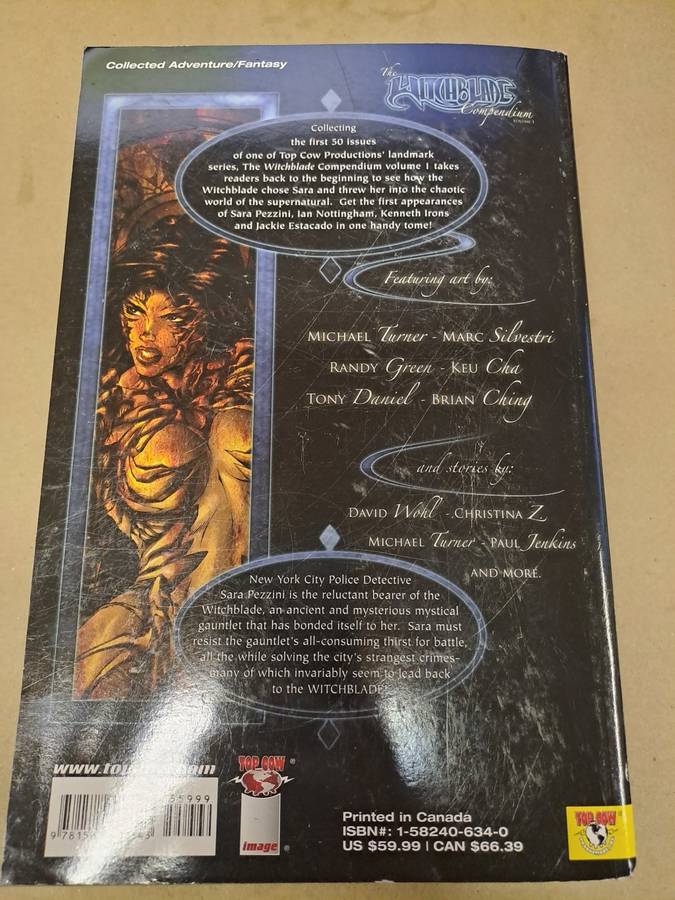 Collected Adventure/Fantasy
The
WITCHBLADE
Compendium
VOLUME 1
Collecting
the first 50 issues
of one of Top Cow Productions' landmark
series, The Witchblade Compendium volume 1 takes
readers back to the beginning to see how the
Witchblade chose Sara and threw her into the chaotic
world of the supernatural. Get the first appearances
of Sara Pezzini, Ian Nottingham, Kenneth Irons
and Jackie Estacado in one handy tome!
Featuring art by:
MICHAEL Turner - MARC Silvestri
RANDY Green - KEU Cha
TONY Daniel - BRIAN Ching
and stories by:
DAVID Wohl - CHRISTINA Z
MICHAEL Turner - PAUL Jenkins
AND MORE.
New York City Police Detective
Sara Pezzini is the reluctant bearer of the
Witchblade, an ancient and mysterious mystical
gauntlet that has bonded itself to her. Sara must
resist the gauntlet's all-consuming thirst for battle,
all the while solving the city's strangest crimes-
many of which invariably seem to lead back
to the WITCHBLADE!
TOP COW
image
Printed in Canada
ISBN#: 1-58240-634-0
US $59.99 | CAN $66.39
TOP COW